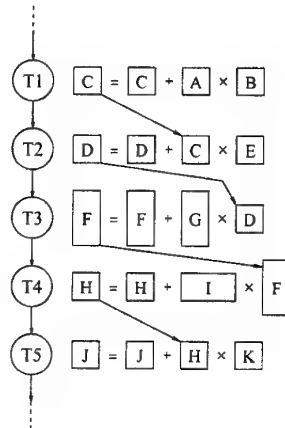 T1 C = C + A × B
T2 D = D + C × E
T3 F = F + G × D
T4 H = H + I × F
T5 J = J + H × K